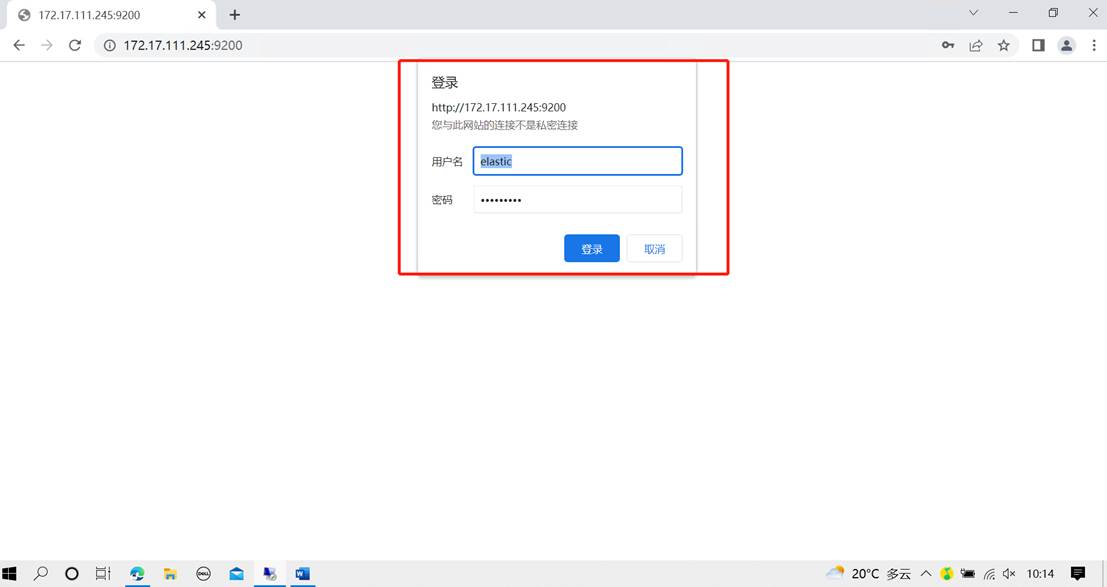 172.17.111.245:9200
172.17.111.245:9200
登录
http://172.17.111.245:9200
您与此网站的连接不是私密连接
用户名 elastic
密码 •••••••••
登录 取消
DELL
W
20°C 多云 10:14